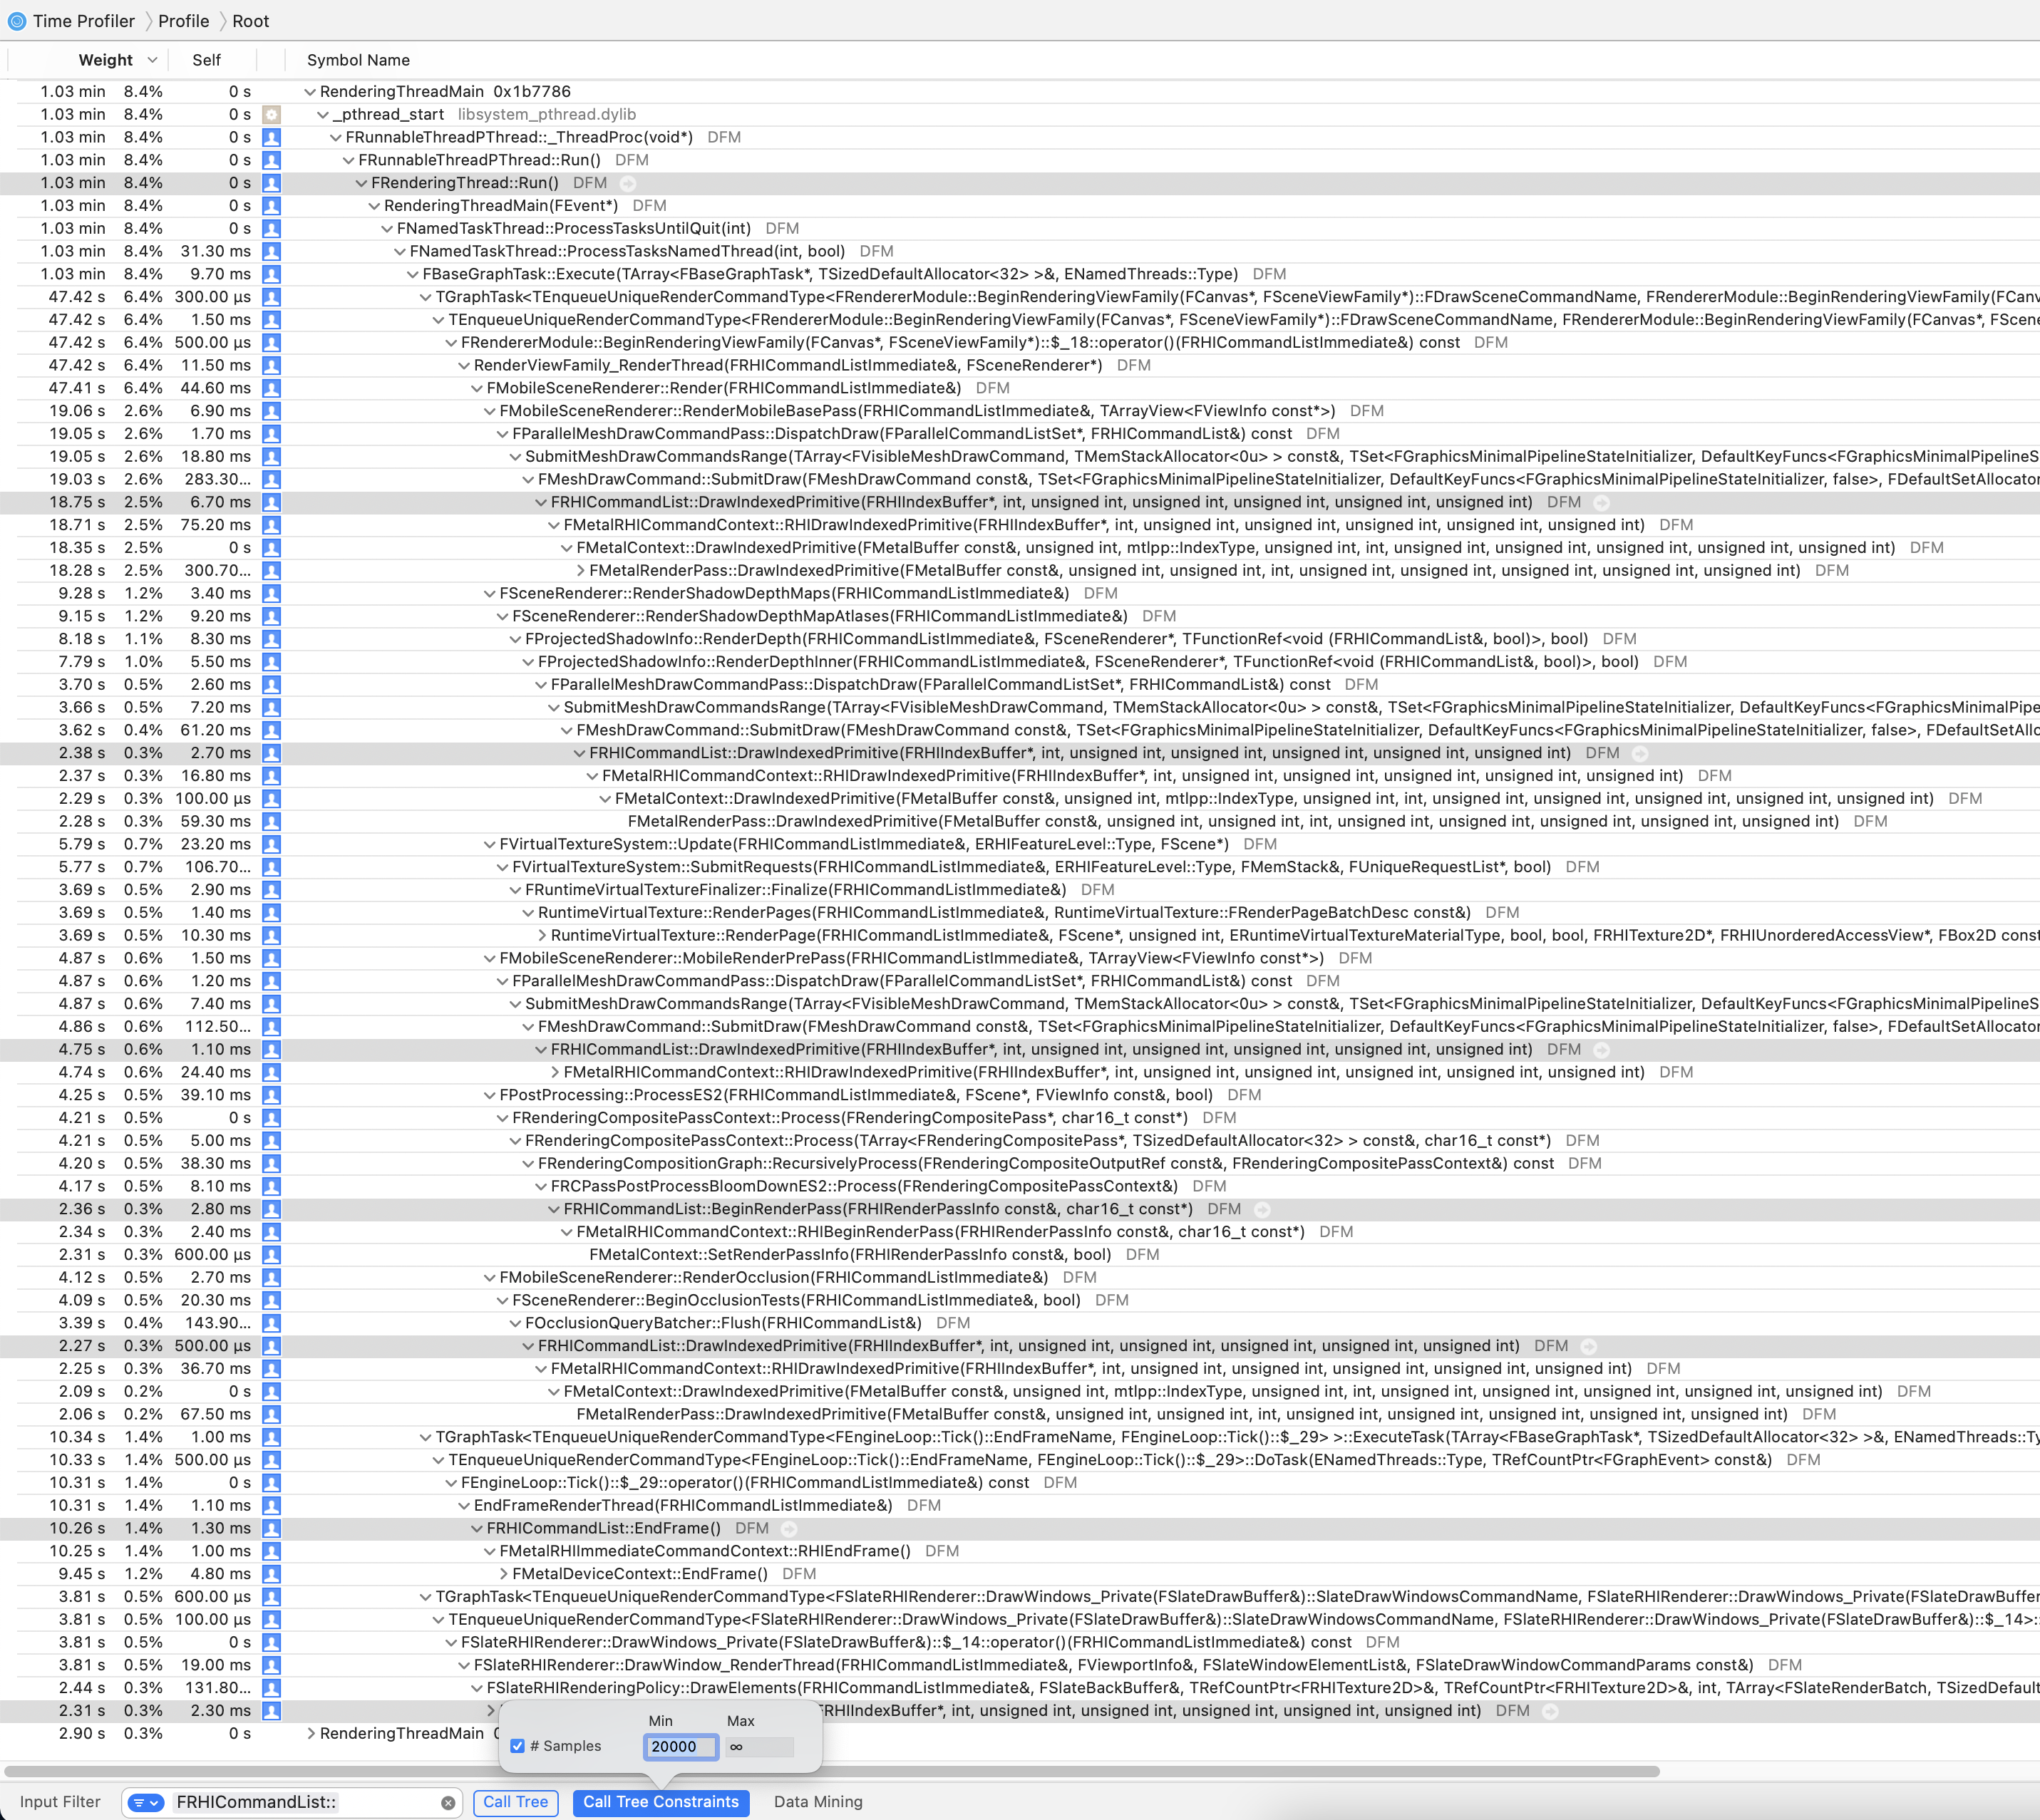 Time Profiler Profile Root
Weight Self Symbol Name
1.03 min 8.4% 0 s RenderingThreadMain 0x1b7786
1.03 min 8.4% 0 s _pthread_start libsystem_pthread.dylib
1.03 min 8.4% 0 s FRunnableThreadPThread::_ThreadProc(void*) DFM
1.03 min 8.4% 0 s FRunnableThreadPThread::Run() DFM
1.03 min 8.4% 0 s FRenderingThread::Run() DFM
1.03 min 8.4% 0 s RenderingThreadMain(FEvent*) DFM
1.03 min 8.4% 0 s FNamedTaskThread::ProcessTasksUntilQuit(int) DFM
1.03 min 8.4% 31.30 ms FNamedTaskThread::ProcessTasksNamedThread(int, bool) DFM
1.03 min 8.4% 9.70 ms FBaseGraphTask::Execute(TArray<FBaseGraphTask*, TSizedDefaultAllocator<32> >&, ENamedThreads::Type) DFM
47.42 s 6.4% 300.00 µs TGraphTask<TEnqueueUniqueRenderCommandType<FRendererModule::BeginRenderingViewFamily(FCanvas*, FSceneViewFamily*)::FDrawSceneCommandName, FRendererModule::BeginRenderingViewFamily(FCanv
47.42 s 6.4% 1.50 ms TEnqueueUniqueRenderCommandType<FRendererModule::BeginRenderingViewFamily(FCanvas*, FSceneViewFamily*)::FDrawSceneCommandName, FRendererModule::BeginRenderingViewFamily(FCanvas*, FScene
47.42 s 6.4% 500.00 µs FRendererModule::BeginRenderingViewFamily(FCanvas*, FSceneViewFamily*)::$_18::operator()(FRHICommandListImmediate&) const DFM
47.42 s 6.4% 11.50 ms RenderViewFamily_RenderThread(FRHICommandListImmediate&, FSceneRenderer*) DFM
47.41 s 6.4% 44.60 ms FMobileSceneRenderer::Render(FRHICommandListImmediate&) DFM
19.06 s 2.6% 6.90 ms FMobileSceneRenderer::RenderMobileBasePass(FRHICommandListImmediate&, TArrayView<FViewInfo const*>) DFM
19.05 s 2.6% 1.70 ms FParallelMeshDrawCommandPass::DispatchDraw(FParallelCommandListSet*, FRHICommandList&) const DFM
19.05 s 2.6% 18.80 ms SubmitMeshDrawCommandsRange(TArray<FVisibleMeshDrawCommand, TMemStackAllocator<0u> > const&, TSet<FGraphicsMinimalPipelineStateInitializer, DefaultKeyFuncs<FGraphicsMinimalPipelineS
19.03 s 2.6% 283.30... FMeshDrawCommand::SubmitDraw(FMeshDrawCommand const&, TSet<FGraphicsMinimalPipelineStateInitializer, DefaultKeyFuncs<FGraphicsMinimalPipelineStateInitializer, false>, FDefaultSetAllocator
18.75 s 2.5% 6.70 ms FRHICommandList::DrawIndexedPrimitive(FRHIIndexBuffer*, int, unsigned int, unsigned int, unsigned int, unsigned int, unsigned int) DFM
18.71 s 2.5% 75.20 ms FMetalRHICommandContext::RHIDrawIndexedPrimitive(FRHIIndexBuffer*, int, unsigned int, unsigned int, unsigned int, unsigned int, unsigned int) DFM
18.35 s 2.5% 0 s FMetalContext::DrawIndexedPrimitive(FMetalBuffer const&, unsigned int, mtlpp::IndexType, unsigned int, int, unsigned int, unsigned int, unsigned int, unsigned int, unsigned int) DFM
18.28 s 2.5% 300.70... FMetalRenderPass::DrawIndexedPrimitive(FMetalBuffer const&, unsigned int, unsigned int, int, unsigned int, unsigned int, unsigned int, unsigned int, unsigned int) DFM
9.28 s 1.2% 3.40 ms FSceneRenderer::RenderShadowDepthMaps(FRHICommandListImmediate&) DFM
9.15 s 1.2% 9.20 ms FSceneRenderer::RenderShadowDepthMapAtlases(FRHICommandListImmediate&) DFM
8.18 s 1.1% 8.30 ms FProjectedShadowInfo::RenderDepth(FRHICommandListImmediate&, FSceneRenderer*, TFunctionRef<void (FRHICommandList&, bool)>, bool) DFM
7.79 s 1.0% 5.50 ms FProjectedShadowInfo::RenderDepthInner(FRHICommandListImmediate&, FSceneRenderer*, TFunctionRef<void (FRHICommandList&, bool)>, bool) DFM
3.70 s 0.5% 2.60 ms FParallelMeshDrawCommandPass::DispatchDraw(FParallelCommandListSet*, FRHICommandList&) const DFM
3.66 s 0.5% 7.20 ms SubmitMeshDrawCommandsRange(TArray<FVisibleMeshDrawCommand, TMemStackAllocator<0u> > const&, TSet<FGraphicsMinimalPipelineStateInitializer, DefaultKeyFuncs<FGraphicsMinimalPipe
3.62 s 0.4% 61.20 ms FMeshDrawCommand::SubmitDraw(FMeshDrawCommand const&, TSet<FGraphicsMinimalPipelineStateInitializer, DefaultKeyFuncs<FGraphicsMinimalPipelineStateInitializer, false>, FDefaultSetAlloc
2.38 s 0.3% 2.70 ms FRHICommandList::DrawIndexedPrimitive(FRHIIndexBuffer*, int, unsigned int, unsigned int, unsigned int, unsigned int, unsigned int) DFM
2.37 s 0.3% 16.80 ms FMetalRHICommandContext::RHIDrawIndexedPrimitive(FRHIIndexBuffer*, int, unsigned int, unsigned int, unsigned int, unsigned int, unsigned int) DFM
2.29 s 0.3% 100.00 µs FMetalContext::DrawIndexedPrimitive(FMetalBuffer const&, unsigned int, mtlpp::IndexType, unsigned int, int, unsigned int, unsigned int, unsigned int, unsigned int, unsigned int) DFM
2.28 s 0.3% 59.30 ms FMetalRenderPass::DrawIndexedPrimitive(FMetalBuffer const&, unsigned int, unsigned int, int, unsigned int, unsigned int, unsigned int, unsigned int, unsigned int) DFM
5.79 s 0.7% 23.20 ms FVirtualTextureSystem::Update(FRHICommandListImmediate&, ERHIFeatureLevel::Type, FScene*) DFM
5.77 s 0.7% 106.70... FVirtualTextureSystem::SubmitRequests(FRHICommandListImmediate&, ERHIFeatureLevel::Type, FMemStack&, FUniqueRequestList*, bool) DFM
3.69 s 0.5% 2.90 ms FRuntimeVirtualTextureFinalizer::Finalize(FRHICommandListImmediate&) DFM
3.69 s 0.5% 1.40 ms RuntimeVirtualTexture::RenderPages(FRHICommandListImmediate&, RuntimeVirtualTexture::FRenderPageBatchDesc const&) DFM
3.69 s 0.5% 10.30 ms RuntimeVirtualTexture::RenderPage(FRHICommandListImmediate&, FScene*, unsigned int, ERuntimeVirtualTextureMaterialType, bool, bool, FRHITexture2D*, FRHIUnorderedAccessView*, FBox2D const
4.87 s 0.6% 1.50 ms FMobileSceneRenderer::MobileRenderPrePass(FRHICommandListImmediate&, TArrayView<FViewInfo const*>) DFM
4.87 s 0.6% 1.20 ms FParallelMeshDrawCommandPass::DispatchDraw(FParallelCommandListSet*, FRHICommandList&) const DFM
4.87 s 0.6% 7.40 ms SubmitMeshDrawCommandsRange(TArray<FVisibleMeshDrawCommand, TMemStackAllocator<0u> > const&, TSet<FGraphicsMinimalPipelineStateInitializer, DefaultKeyFuncs<FGraphicsMinimalPipelineS
4.86 s 0.6% 112.50... FMeshDrawCommand::SubmitDraw(FMeshDrawCommand const&, TSet<FGraphicsMinimalPipelineStateInitializer, DefaultKeyFuncs<FGraphicsMinimalPipelineStateInitializer, false>, FDefaultSetAllocator
4.75 s 0.6% 1.10 ms FRHICommandList::DrawIndexedPrimitive(FRHIIndexBuffer*, int, unsigned int, unsigned int, unsigned int, unsigned int, unsigned int) DFM
4.74 s 0.6% 24.40 ms FMetalRHICommandContext::RHIDrawIndexedPrimitive(FRHIIndexBuffer*, int, unsigned int, unsigned int, unsigned int, unsigned int, unsigned int) DFM
4.25 s 0.5% 39.10 ms FPostProcessing::ProcessES2(FRHICommandListImmediate&, FScene*, FViewInfo const&, bool) DFM
4.21 s 0.5% 0 s FRenderingCompositePassContext::Process(FRenderingCompositePass*, char16_t const*) DFM
4.21 s 0.5% 5.00 ms FRenderingCompositePassContext::Process(TArray<FRenderingCompositePass*, TSizedDefaultAllocator<32> > const&, char16_t const*) DFM
4.20 s 0.5% 38.30 ms FRenderingCompositionGraph::RecursivelyProcess(FRenderingCompositeOutputRef const&, FRenderingCompositePassContext&) const DFM
4.17 s 0.5% 8.10 ms FRCPassPostProcessBloomDownES2::Process(FRenderingCompositePassContext&) DFM
2.36 s 0.3% 2.80 ms FRHICommandList::BeginRenderPass(FRHIRenderPassInfo const&, char16_t const*) DFM
2.34 s 0.3% 2.40 ms FMetalRHICommandContext::RHIBeginRenderPass(FRHIRenderPassInfo const&, char16_t const*) DFM
2.31 s 0.3% 600.00 µs FMetalContext::SetRenderPassInfo(FRHIRenderPassInfo const&, bool) DFM
4.12 s 0.5% 2.70 ms FMobileSceneRenderer::RenderOcclusion(FRHICommandListImmediate&) DFM
4.09 s 0.5% 20.30 ms FSceneRenderer::BeginOcclusionTests(FRHICommandListImmediate&, bool) DFM
3.39 s 0.4% 143.90... FOcclusionQueryBatcher::Flush(FRHICommandList&) DFM
2.27 s 0.3% 500.00 µs FRHICommandList::DrawIndexedPrimitive(FRHIIndexBuffer*, int, unsigned int, unsigned int, unsigned int, unsigned int, unsigned int) DFM
2.25 s 0.3% 36.70 ms FMetalRHICommandContext::RHIDrawIndexedPrimitive(FRHIIndexBuffer*, int, unsigned int, unsigned int, unsigned int, unsigned int, unsigned int) DFM
2.09 s 0.2% 0 s FMetalContext::DrawIndexedPrimitive(FMetalBuffer const&, unsigned int, mtlpp::IndexType, unsigned int, int, unsigned int, unsigned int, unsigned int, unsigned int, unsigned int) DFM
2.06 s 0.2% 67.50 ms FMetalRenderPass::DrawIndexedPrimitive(FMetalBuffer const&, unsigned int, unsigned int, int, unsigned int, unsigned int, unsigned int, unsigned int, unsigned int) DFM
10.34 s 1.4% 1.00 ms TGraphTask<TEnqueueUniqueRenderCommandType<FEngineLoop::Tick()::EndFrameName, FEngineLoop::Tick()::$_29> >::ExecuteTask(TArray<FBaseGraphTask*, TSizedDefaultAllocator<32> >&, ENamedThreads::Ty
10.33 s 1.4% 500.00 µs TEnqueueUniqueRenderCommandType<FEngineLoop::Tick()::EndFrameName, FEngineLoop::Tick()::$_29>::DoTask(ENamedThreads::Type, TRefCountPtr<FGraphEvent> const&) DFM
10.31 s 1.4% 0 s FEngineLoop::Tick()::$_29::operator()(FRHICommandListImmediate&) const DFM
10.31 s 1.4% 1.10 ms EndFrameRenderThread(FRHICommandListImmediate&) DFM
10.26 s 1.4% 1.30 ms FRHICommandList::EndFrame() DFM
10.25 s 1.4% 1.00 ms FMetalRHIImmediateCommandContext::RHIEndFrame() DFM
9.45 s 1.2% 4.80 ms FMetalDeviceContext::EndFrame() DFM
3.81 s 0.5% 600.00 µs TGraphTask<TEnqueueUniqueRenderCommandType<FSlateRHIRenderer::DrawWindows_Private(FSlateDrawBuffer&)::SlateDrawWindowsCommandName, FSlateRHIRenderer::DrawWindows_Private(FSlateDrawBuffer
3.81 s 0.5% 100.00 µs TEnqueueUniqueRenderCommandType<FSlateRHIRenderer::DrawWindows_Private(FSlateDrawBuffer&)::SlateDrawWindowsCommandName, FSlateRHIRenderer::DrawWindows_Private(FSlateDrawBuffer&)::$_14>:
3.81 s 0.5% 0 s FSlateRHIRenderer::DrawWindows_Private(FSlateDrawBuffer&)::$_14::operator()(FRHICommandListImmediate&) const DFM
3.81 s 0.5% 19.00 ms FSlateRHIRenderer::DrawWindow_RenderThread(FRHICommandListImmediate&, FViewportInfo&, FSlateWindowElementList&, FSlateDrawWindowCommandParams const&) DFM
2.44 s 0.3% 131.80... FSlateRHIRenderingPolicy::DrawElements(FRHICommandListImmediate&, FSlateBackBuffer&, TRefCountPtr<FRHITexture2D>&, TRefCountPtr<FRHITexture2D>&, int, TArray<FSlateRenderBatch, TSizedDefault
2.31 s 0.3% 2.30 ms FRHIIndexBuffer*, int, unsigned int, unsigned int, unsigned int, unsigned int, unsigned int) DFM
2.90 s 0.3% 0 s RenderingThreadMain
Min Max
# Samples 20000 ∞
Input Filter FRHICommandList:: Call Tree Call Tree Constraints Data Mining